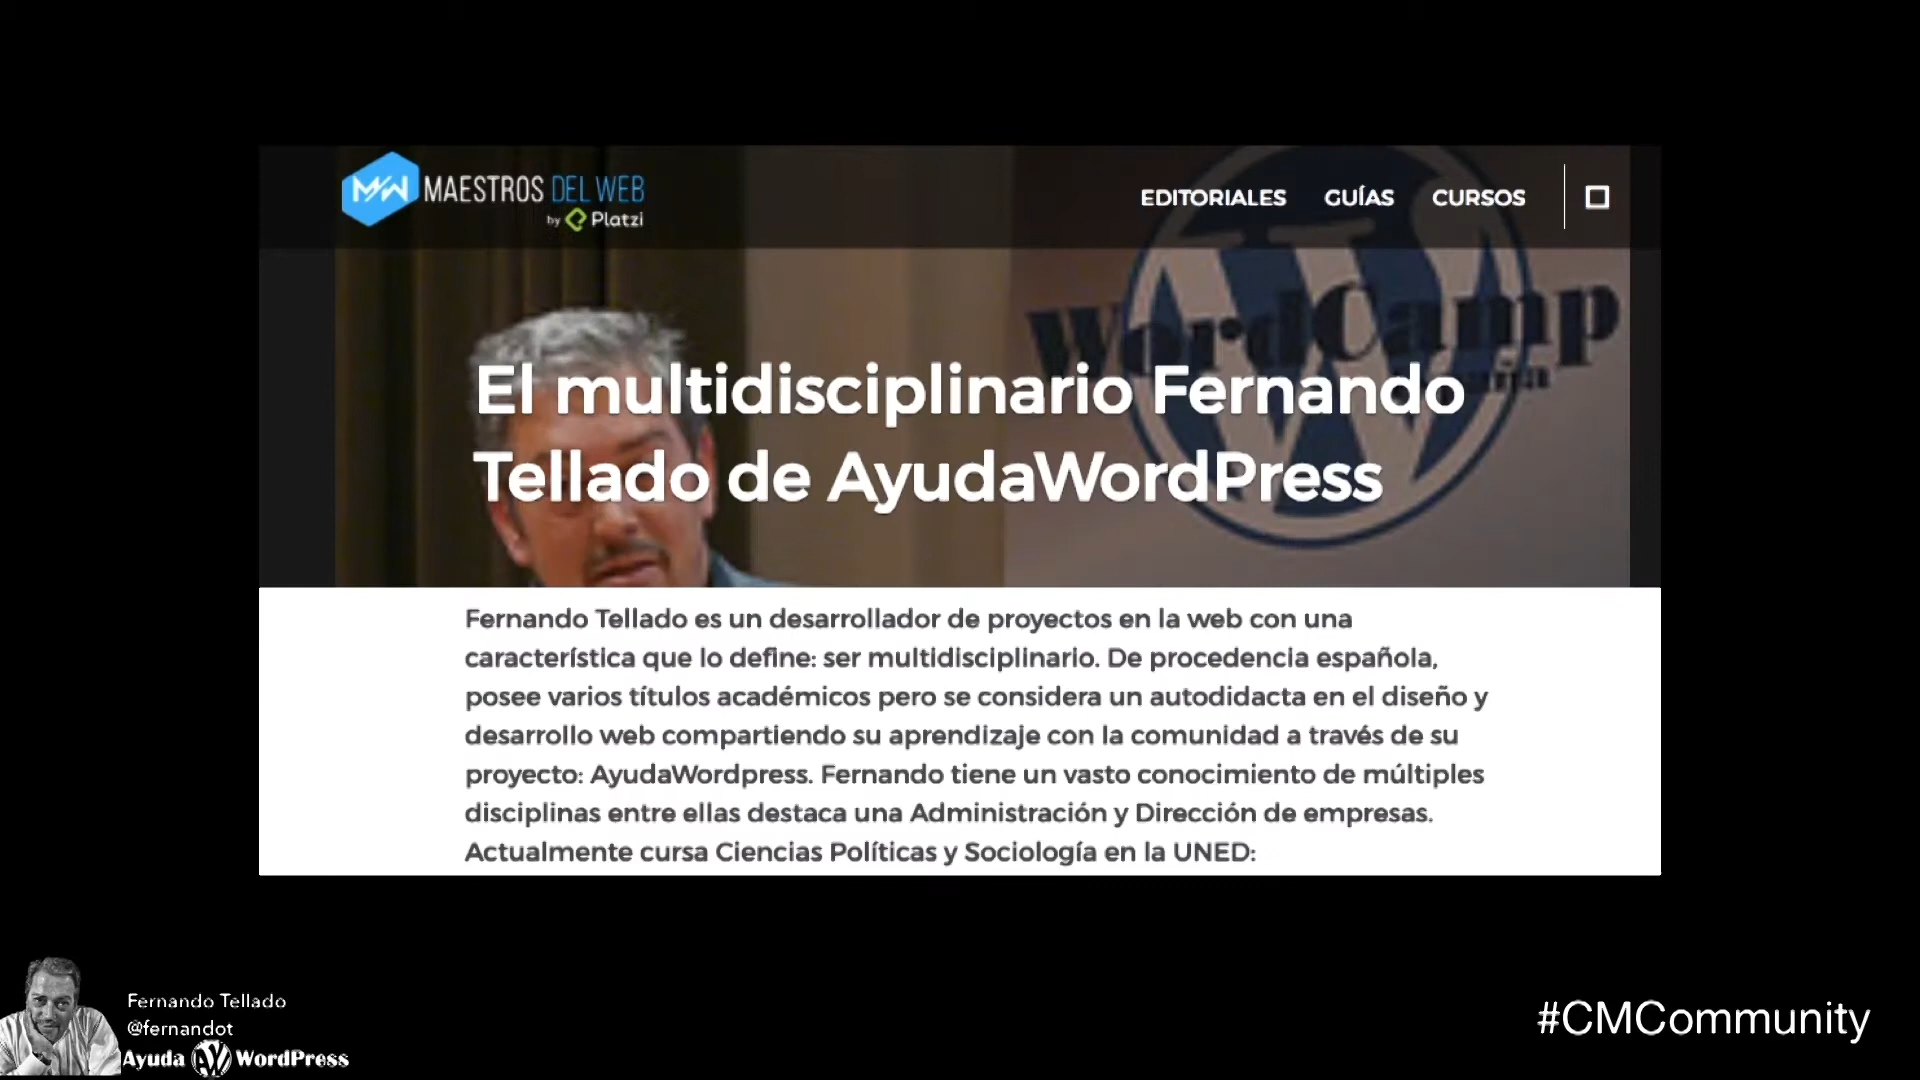 MW MAESTROS DEL WEB
by Platzi
EDITORIALES GUÍAS CURSOS
WordCamp
El multidisciplinario Fernando
Tellado de AyudaWordPress
Fernando Tellado es un desarrollador de proyectos en la web con una
característica que lo define: ser multidisciplinario. De procedencia española,
posee varios títulos académicos pero se considera un autodidacta en el diseño y
desarrollo web compartiendo su aprendizaje con la comunidad a través de su
proyecto: AyudaWordpress. Fernando tiene un vasto conocimiento de múltiples
disciplinas entre ellas destaca una Administración y Dirección de empresas.
Actualmente cursa Ciencias Políticas y Sociología en la UNED:
Fernando Tellado
@fernandot
Ayuda WordPress
#CMCommunity